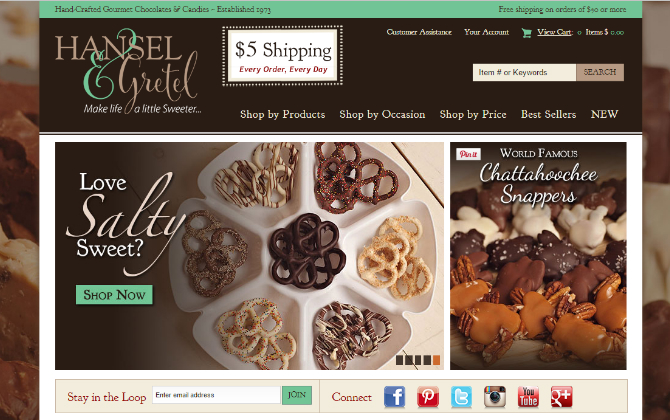 Hand-Crafted Gourmet Chocolates & Candies ~ Established 1973
Free shipping on orders of $40 or more
HANSEL
& Gretel
Make life a little Sweeter...
$5 Shipping
Every Order, Every Day
Customer Assistance Your Account View Cart: 0 Items $ 0.00
Item # or Keywords SEARCH
Shop by Products Shop by Occasion Shop by Price Best Sellers NEW
Love
Salty
Sweet?
SHOP NOW
Pin it
WORLD FAMOUS
Chattahoochee
Snappers
Stay in the Loop Enter email address JOIN Connect
f
You
Tube
g+